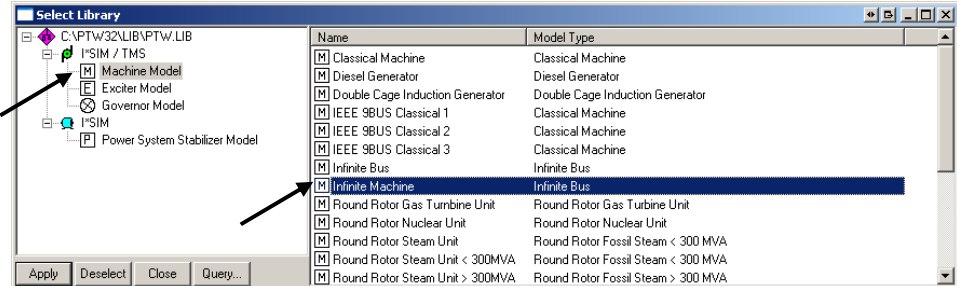 Select Library
C:\PTW32\LIB\PTW.LIB
I*SIM / TMS
M Machine Model
E Exciter Model
Governor Model
I*SIM
P Power System Stabilizer Model
Apply Deselect Close Query...
Name Model Type
M Classical Machine Classical Machine
M Diesel Generator Diesel Generator
M Double Cage Induction Generator Double Cage Induction Generator
M IEEE 9BUS Classical 1 Classical Machine
M IEEE 9BUS Classical 2 Classical Machine
M IEEE 9BUS Classical 3 Classical Machine
M Infinite Bus Infinite Bus
M Infinite Machine Infinite Bus
M Round Rotor Gas Turnbine Unit Round Rotor Gas Turbine Unit
M Round Rotor Nuclear Unit Round Rotor Nuclear Unit
M Round Rotor Steam Unit Round Rotor Fossil Steam < 300 MVA
M Round Rotor Steam Unit < 300MVA Round Rotor Fossil Steam < 300 MVA
M Round Rotor Steam Unit > 300MVA Round Rotor Fossil Steam > 300 MVA